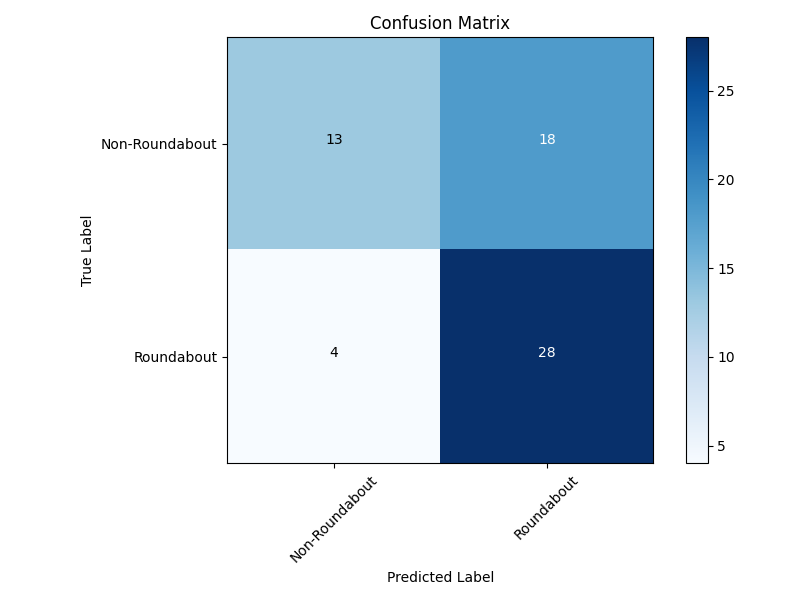 Confusion Matrix
Non-Roundabout
13
18
25
20
15
10
5
True Label
Roundabout
4
28
Non-Roundabout
Roundabout
Predicted Label